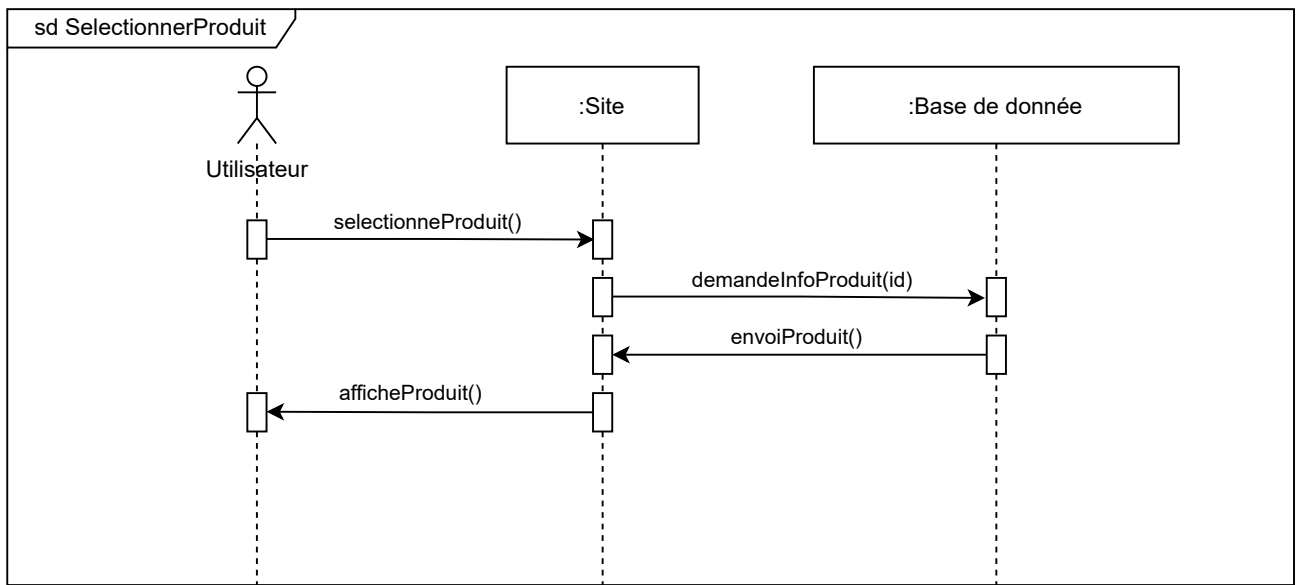 sd SelectionnerProduit
:Site
:Base de donnée
Utilisateur
selectionneProduit()
demandeInfoProduit(id)
envoiProduit()
afficheProduit()